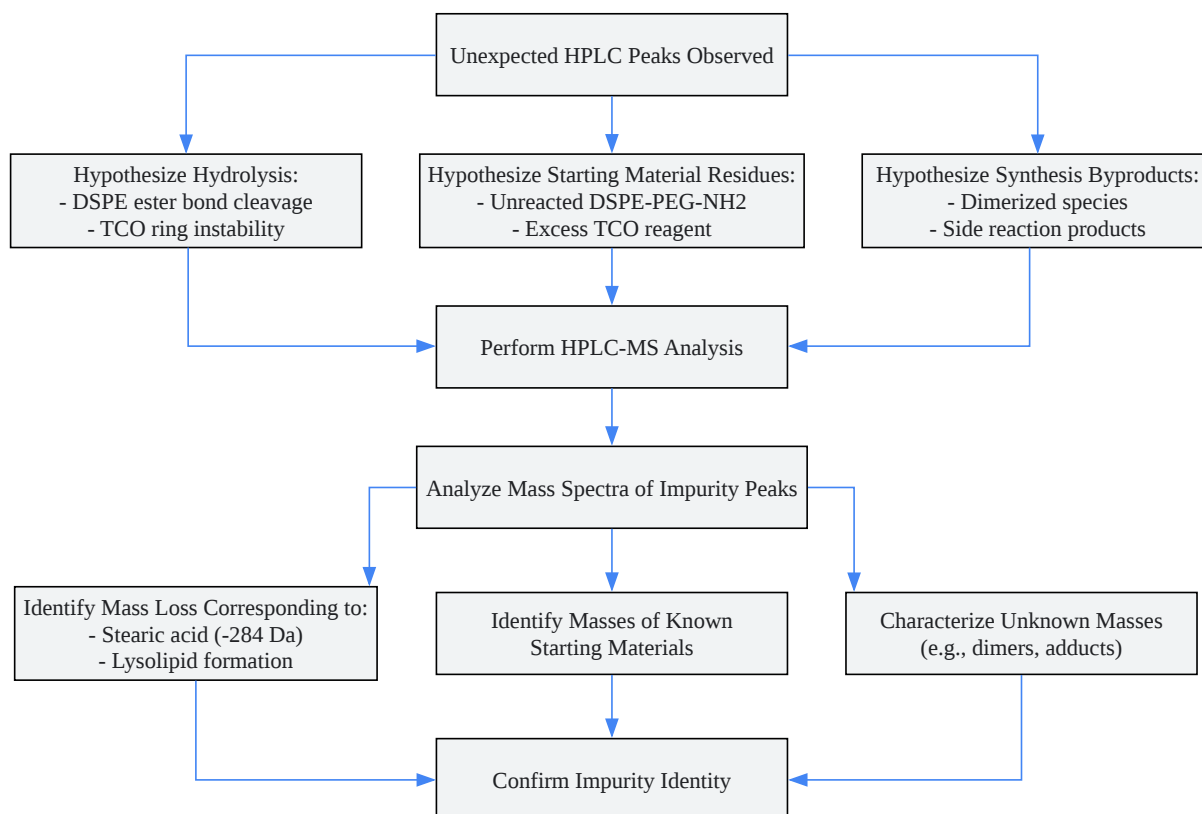 Unexpected HPLC Peaks Observed
Hypothesize Hydrolysis:
- DSPE ester bond cleavage
- TCO ring instability
Hypothesize Starting Material Residues:
- Unreacted DSPE-PEG-NH2
- Excess TCO reagent
Hypothesize Synthesis Byproducts:
- Dimerized species
- Side reaction products
Perform HPLC-MS Analysis
Analyze Mass Spectra of Impurity Peaks
Identify Mass Loss Corresponding to:
- Stearic acid (-284 Da)
- Lysolipid formation
Identify Masses of Known
Starting Materials
Characterize Unknown Masses
(e.g., dimers, adducts)
Confirm Impurity Identity